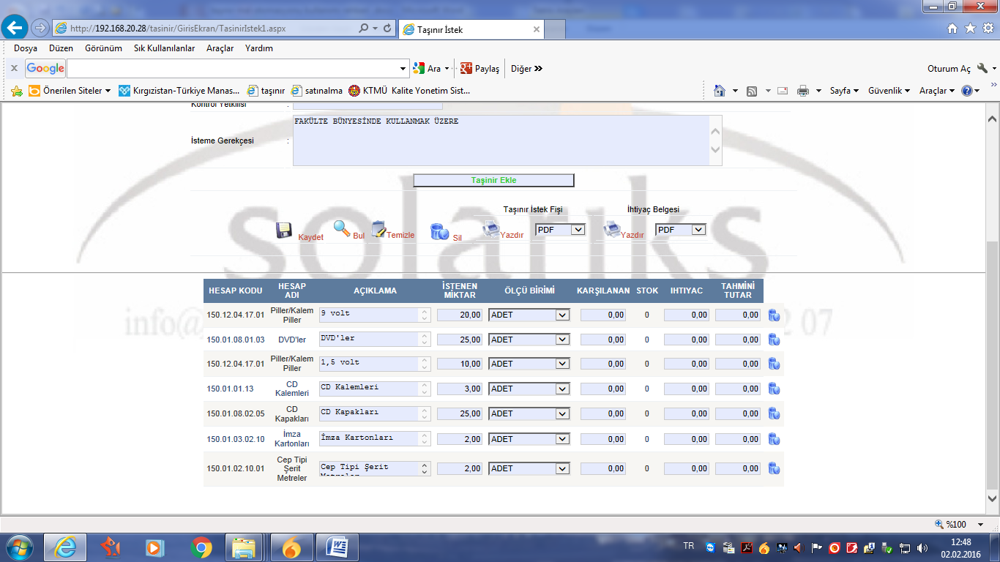 http://192.168.20.28/tasinir/GirisEkran/TasinirIstek1.aspx
Taşınır İstek
Dosya Düzen Görünüm Sık Kullanılanlar Araçlar Yardım
x Google Ara Paylaş Diğer Oturum Aç
Önerilen Siteler Kırgızistan-Türkiye Manas... taşınır satınalma KTMÜ Kalite Yonetim Sist... Sayfa Güvenlik Araçlar
Kontrol Yetkilisi :
İsteme Gerekçesi : FAKÜLTE BÜNYESİNDE KULLANMAK ÜZERE
Taşinir Ekle
Taşınır İstek Fişi İhtiyaç Belgesi
Kaydet Bul Temizle Sil Yazdır PDF Yazdır PDF
solariks
info@
2 07
HESAP KODU HESAP ADI AÇIKLAMA İSTENEN MİKTAR ÖLÇÜ BİRİMİ KARŞILANAN STOK IHTIYAC TAHMİNİ TUTAR
150.12.04.17.01 Piller/Kalem Piller 9 volt 20,00 ADET 0,00 0 0,00 0,00
150.01.08.01.03 DVD'ler DVD'ler 25,00 ADET 0,00 0 0,00 0,00
150.12.04.17.01 Piller/Kalem Piller 1,5 volt 10,00 ADET 0,00 0 0,00 0,00
150.01.01.13 CD Kalemleri CD Kalemleri 3,00 ADET 0,00 0 0,00 0,00
150.01.08.02.05 CD Kapakları CD Kapakları 25,00 ADET 0,00 0 0,00 0,00
150.01.03.02.10 İmza Kartonları İmza Kartonları 2,00 ADET 0,00 0 0,00 0,00
150.01.02.10.01 Cep Tipi Şerit Metreler Cep Tipi Şerit Metreler 2,00 ADET 0,00 0 0,00 0,00
%100
TR 12:48
02.02.2016